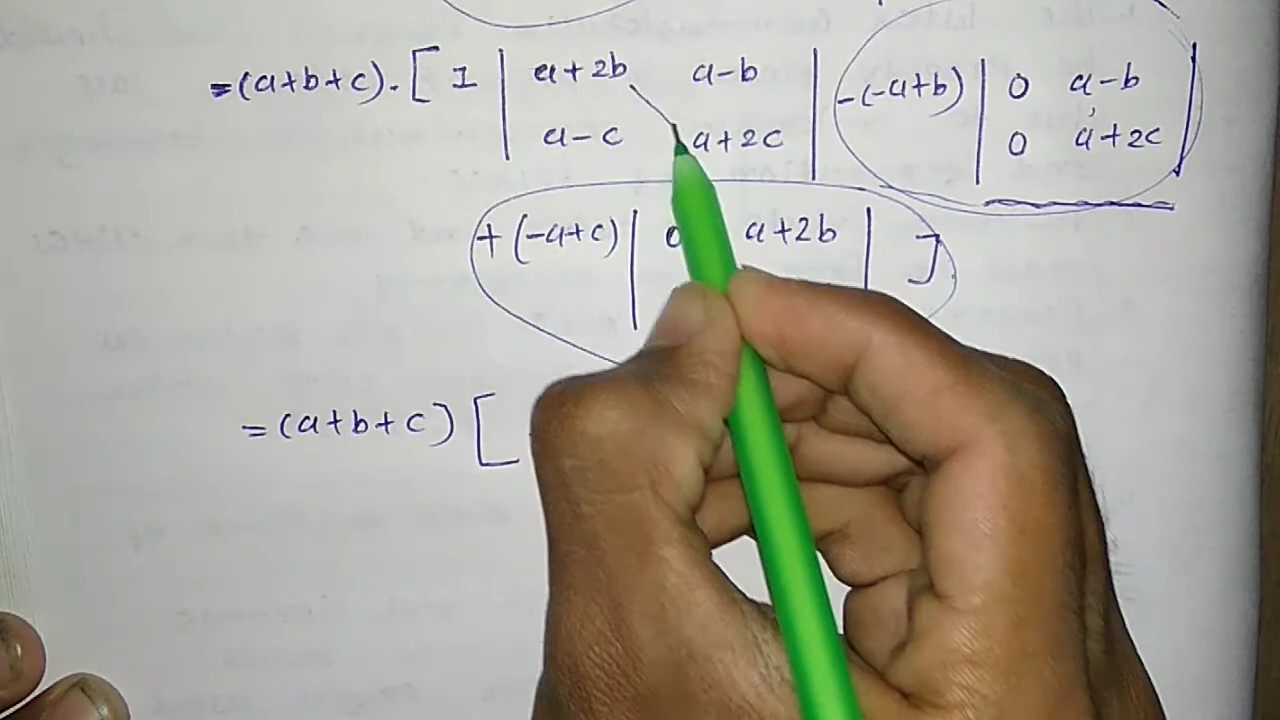 =(a+b+c).[ 1 | a+2b a-b | -(-a+b) | 0 a-b |
| a-c a+2c | | 0 a+2c |
+(-a+c) | 0 a+2b | ]
=(a+b+c) [